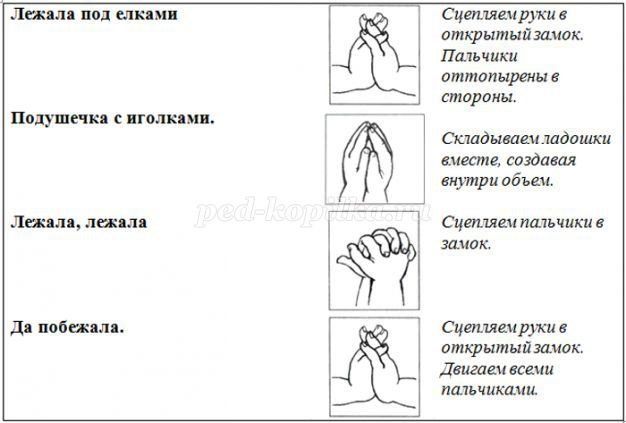 Лежала под елками
Сцепляем руки в
открытый замок.
Пальчики
оттопырены в
стороны.
Подушечка с иголками.
Складываем ладошки
вместе, создавая
внутри объем.
ped-kopilka.ru
Лежала, лежала
Сцепляем пальчики в
замок.
Да побежала.
Сцепляем руки в
открытый замок.
Двигаем всеми
пальчиками.